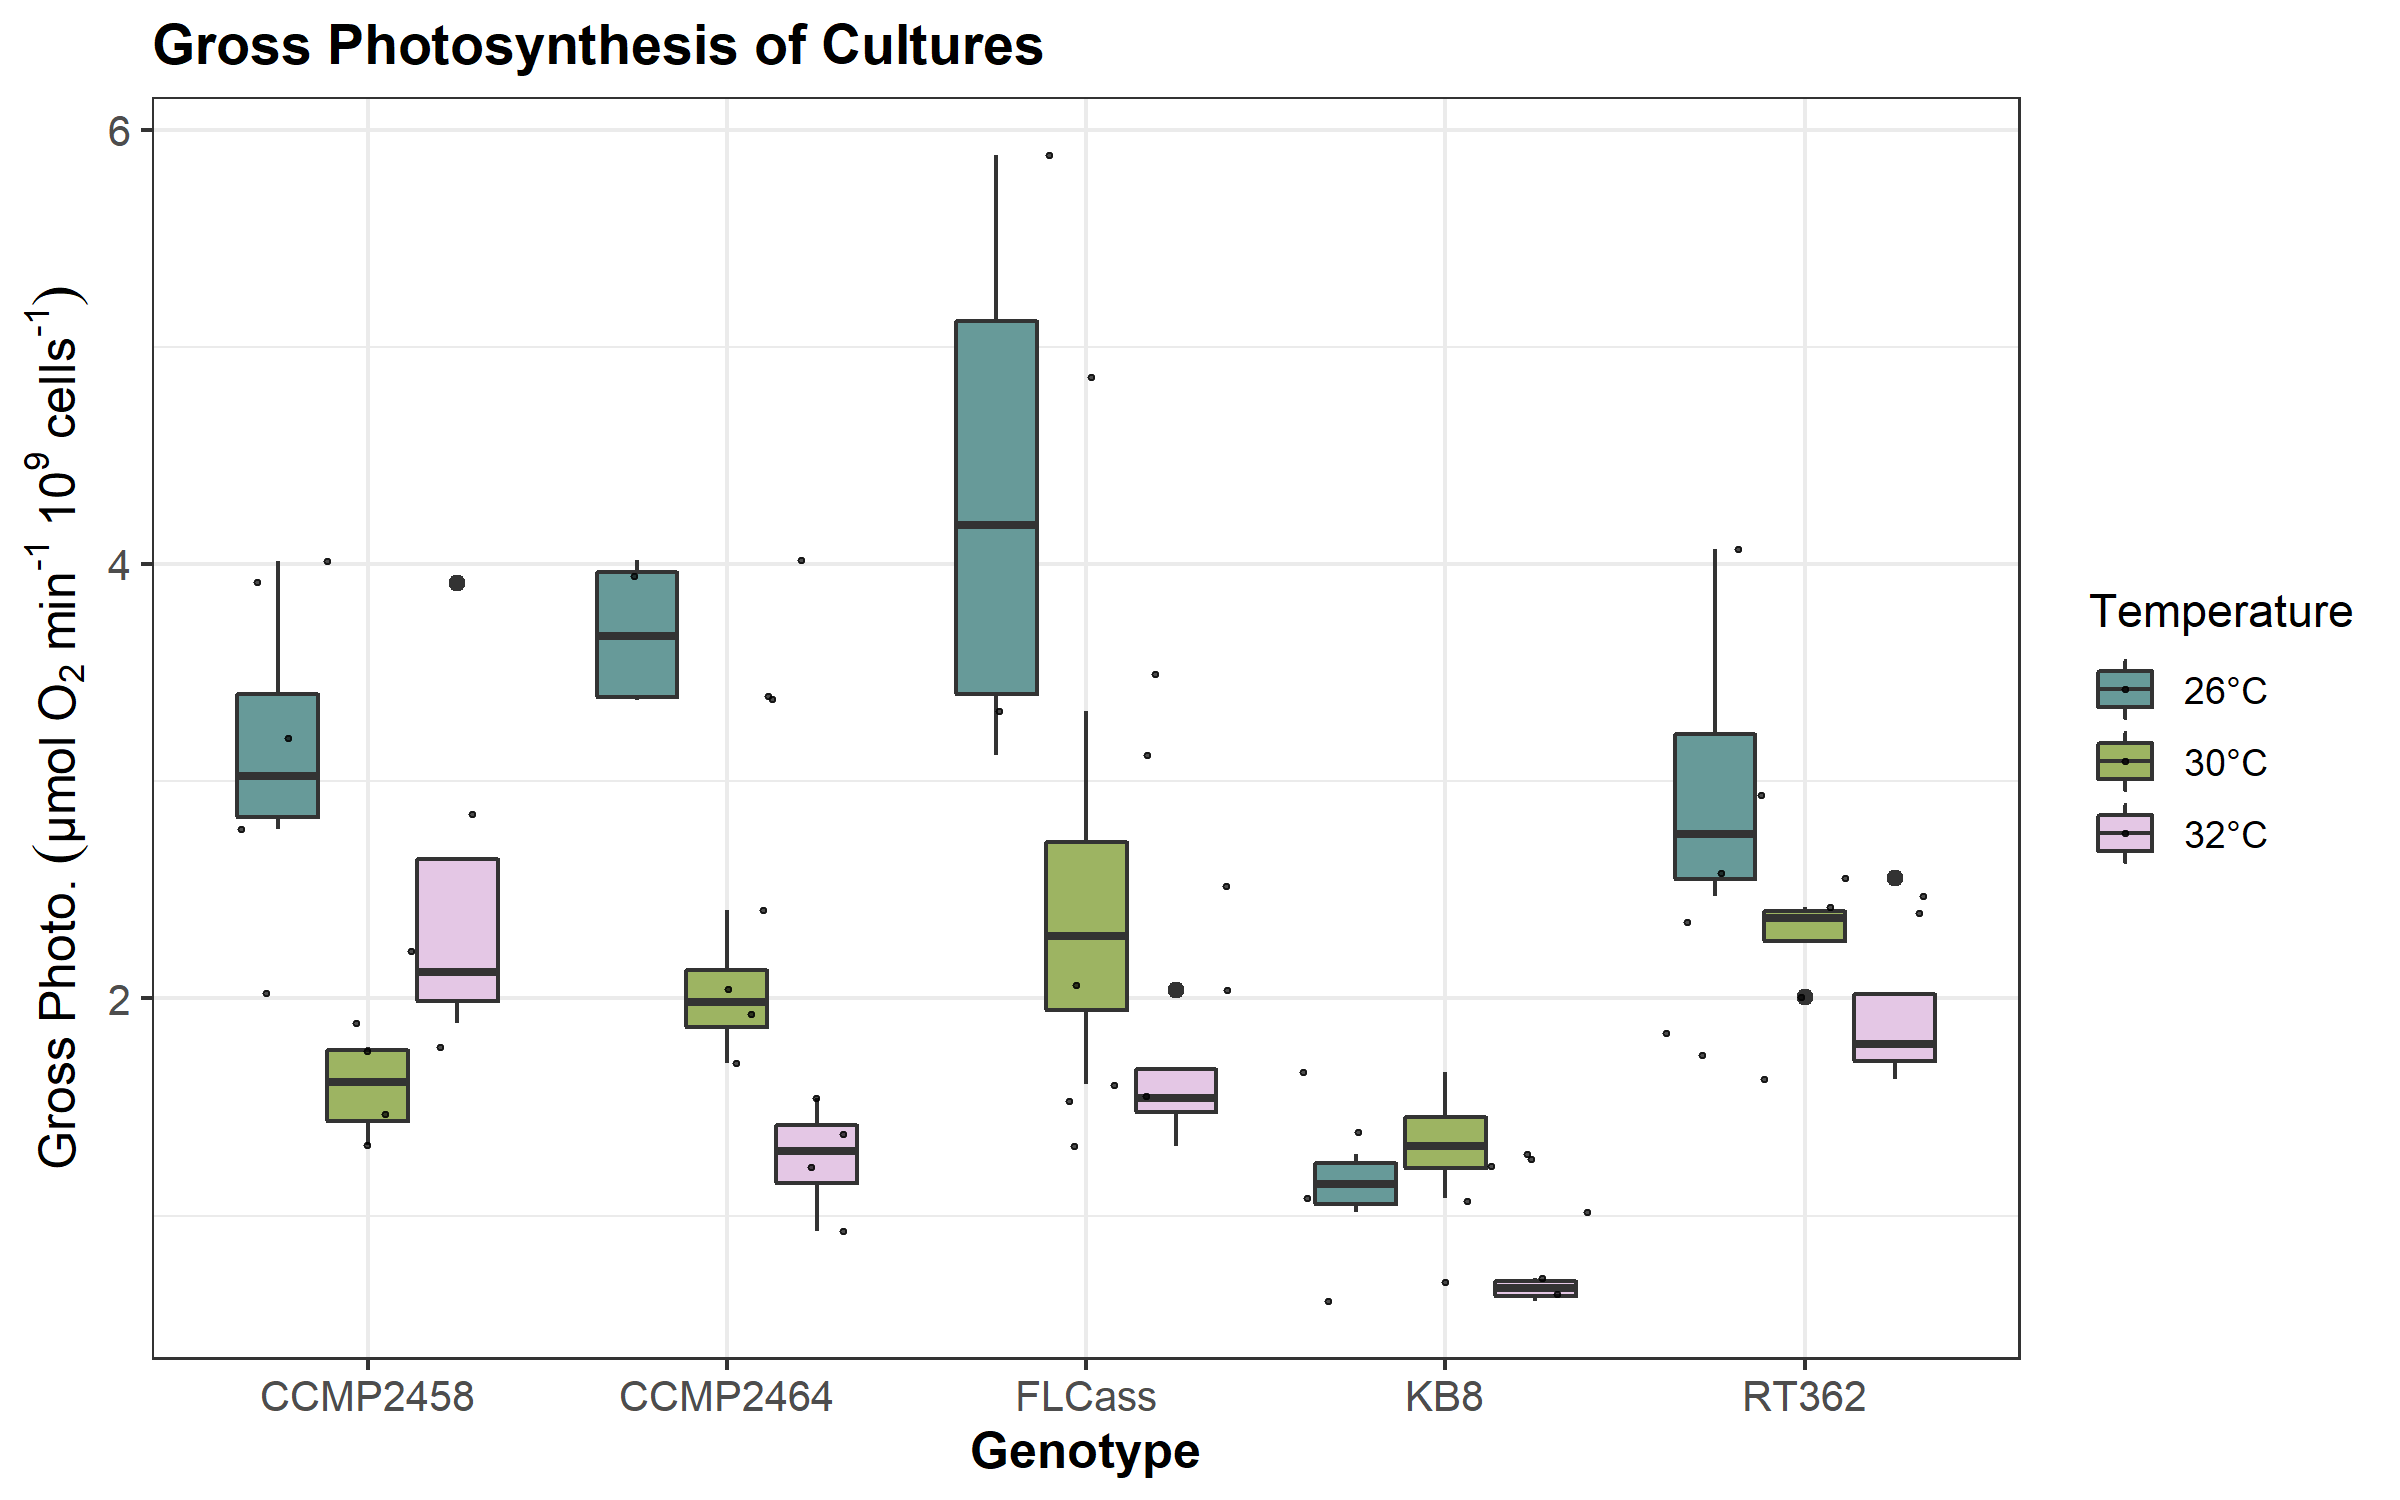 Gross Photosynthesis of Cultures
Gross Photo. (μmol O₂ min⁻¹ 10⁹ cells⁻¹)
6
4
2
CCMP2458
CCMP2464
FLCass
KB8
RT362
Genotype
Temperature
26°C
30°C
32°C